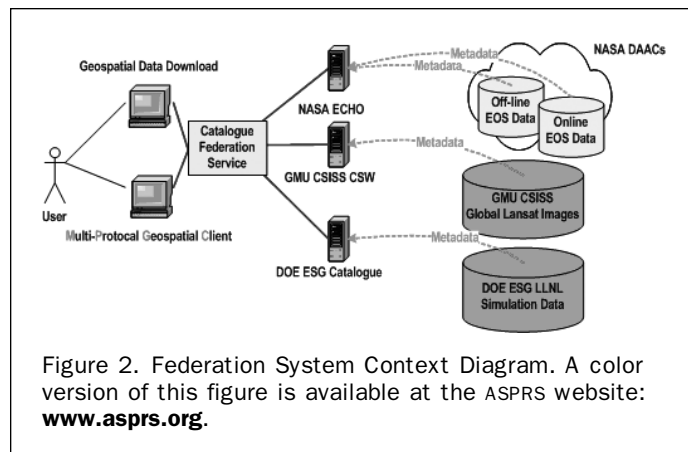 Geospatial Data Download
User
Multi-Protocal Geospatial Client
Catalogue
Federation
Service
NASA ECHO
GMU CSISS CSW
DOE ESG Catalogue
Metadata
Metadata
Metadata
Metadata
NASA DAACs
Off-line
EOS Data
Online
EOS Data
GMU CSISS
Global Lansat Images
DOE ESG LLNL
Simulation Data
Figure 2. Federation System Context Diagram. A color
version of this figure is available at the ASPRS website:
www.asprs.org.